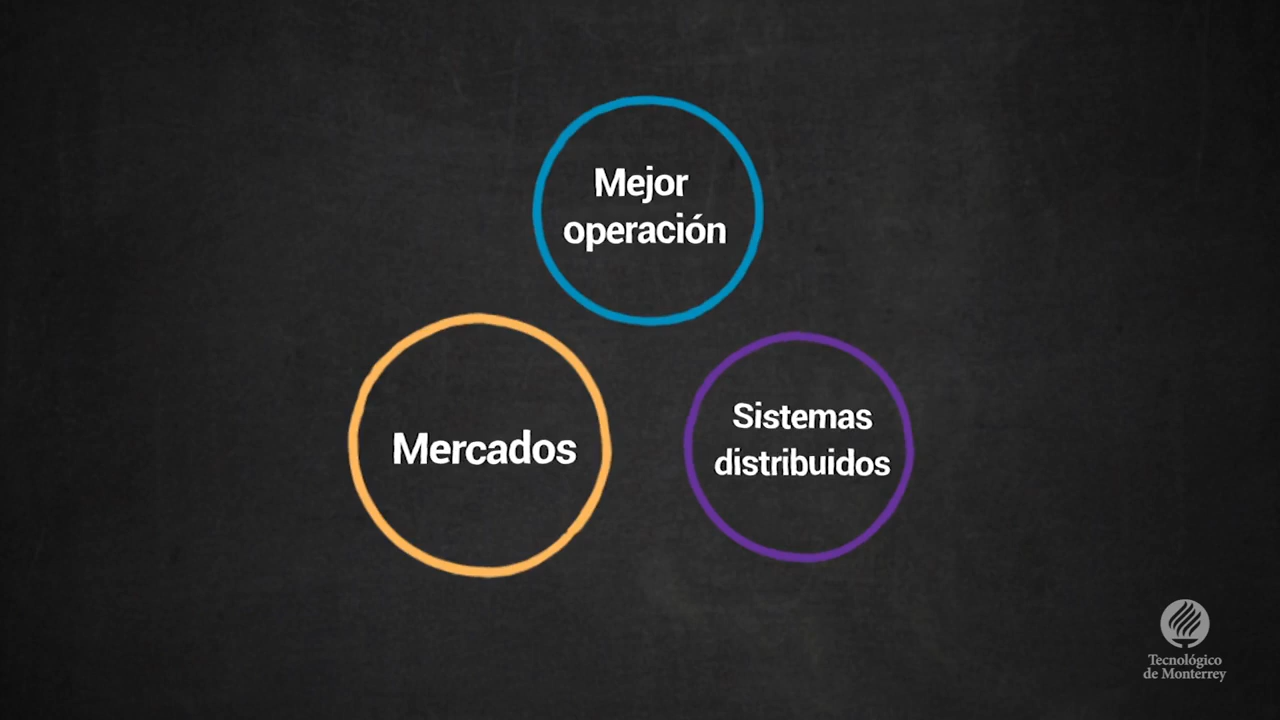 Mejor
operación
Mercados
Sistemas
distribuidos
Tecnológico
de Monterrey